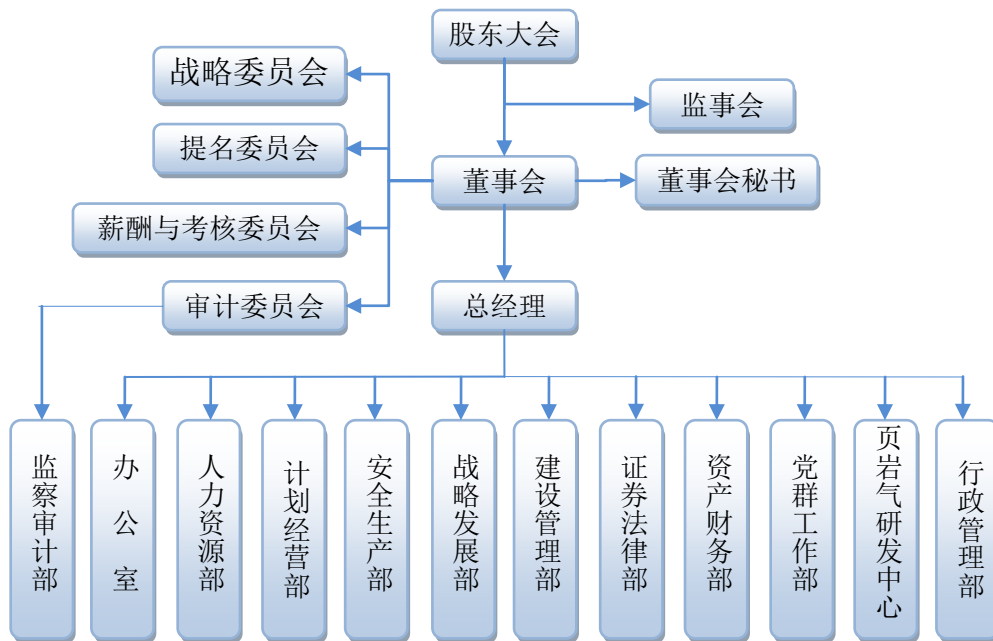 股东大会
战略委员会
监事会
提名委员会
董事会
董事会秘书
薪酬与考核委员会
审计委员会
总经理
监察审计部
办公室
人力资源部
计划经营部
安全生产部
战略发展部
建设管理部
证券法律部
资产财务部
党群工作部
页岩气研发中心
行政管理部